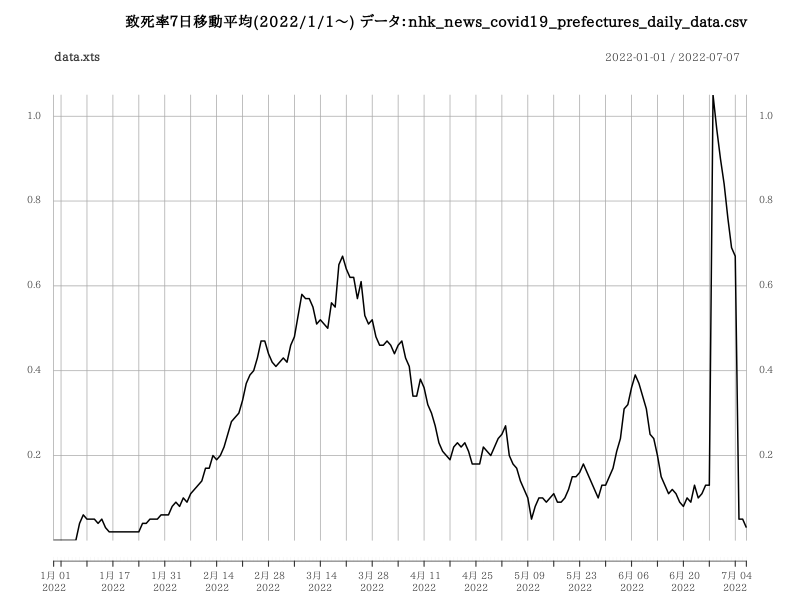 致死率7日移動平均(2022/1/1〜) データ:nhk_news_covid19_prefectures_daily_data.csv
data.xts 2022-01-01 / 2022-07-07
1.0 1.0
0.8 0.8
0.6 0.6
0.4 0.4
0.2 0.2
1月 01 1月 17 1月 31 2月 14 2月 28 3月 14 3月 28 4月 11 4月 25 5月 09 5月 23 6月 06 6月 20 7月 04
2022 2022 2022 2022 2022 2022 2022 2022 2022 2022 2022 2022 2022 2022